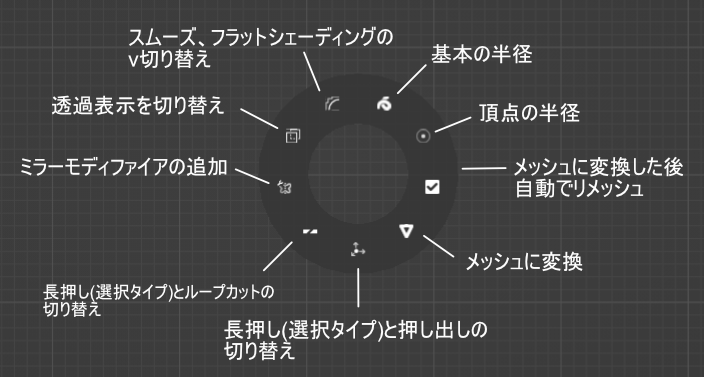 スムーズ、フラットシェーディングの
v切り替え
基本の半径
透過表示を切り替え
頂点の半径
ミラーモディファイアの追加
メッシュに変換した後
自動でリメッシュ
メッシュに変換
長押し(選択タイプ)とループカットの
切り替え
長押し(選択タイプ)と押し出しの
切り替え